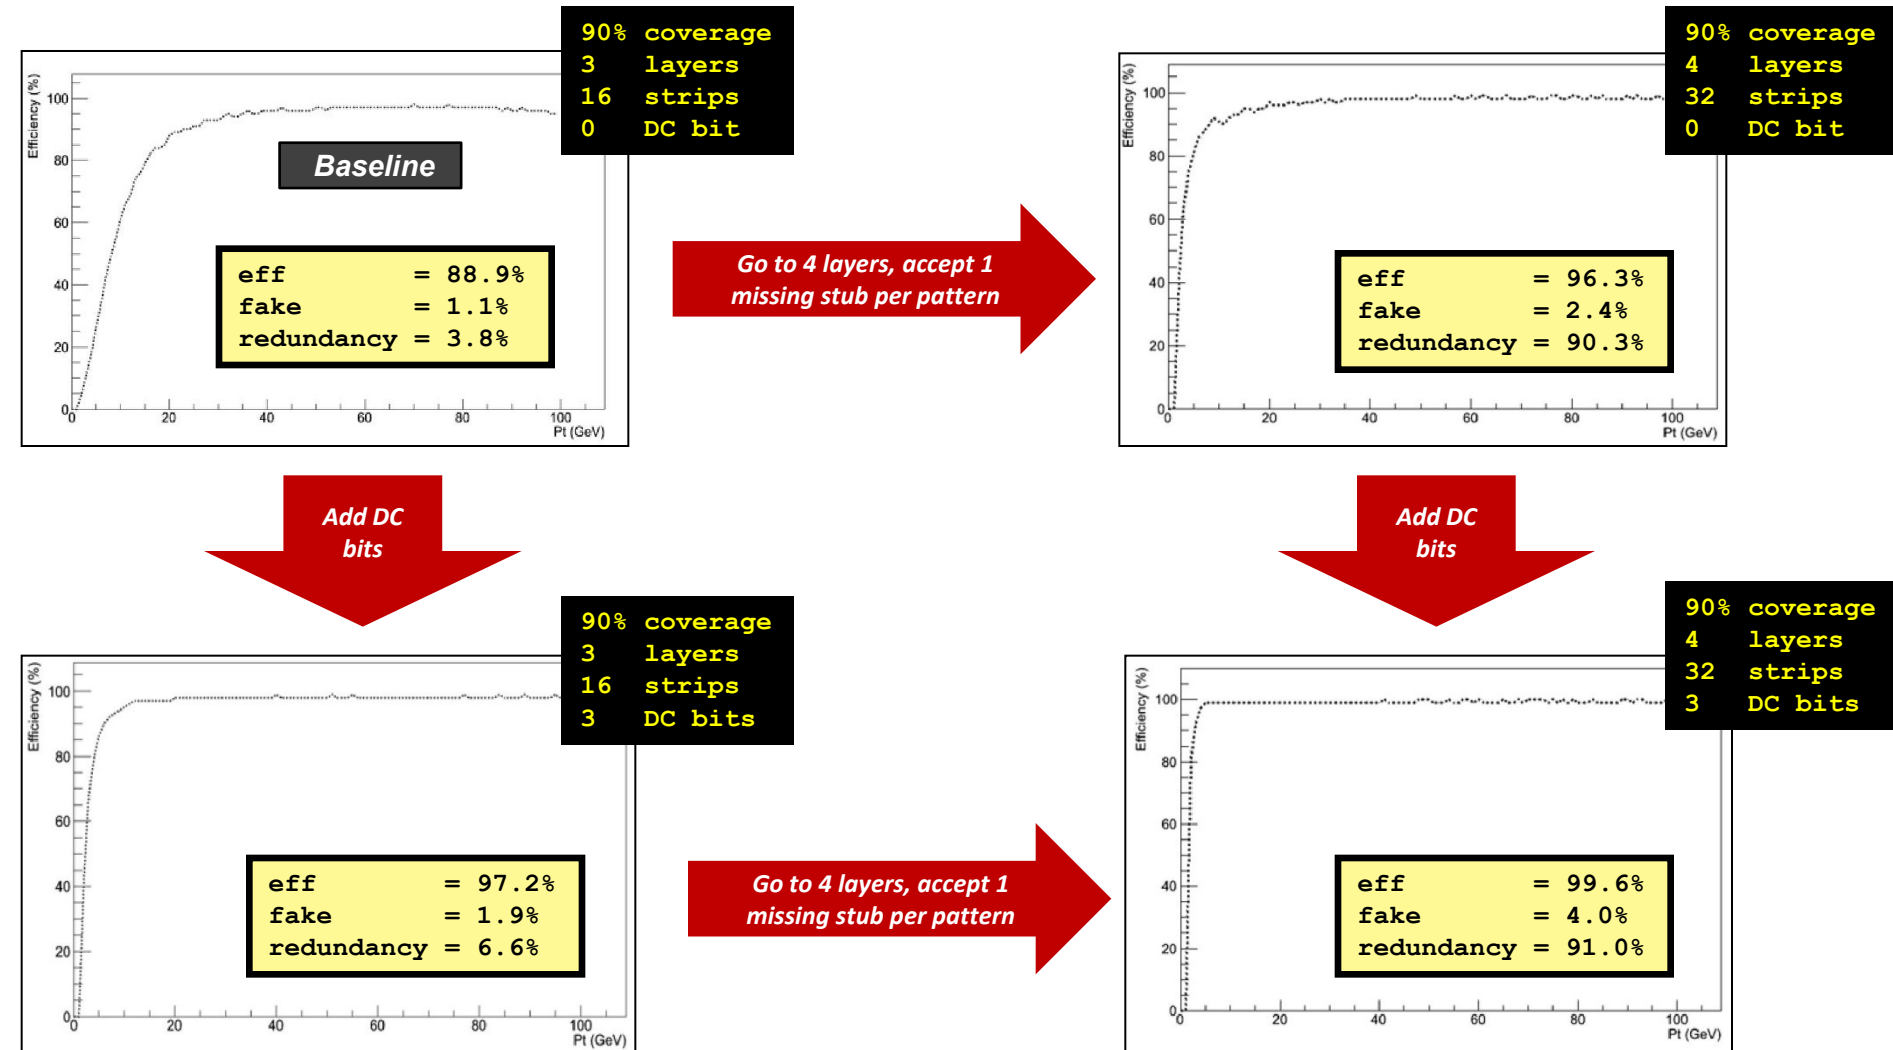 90% coverage
3 layers
16 strips
0 DC bit
Efficiency (%)
100
80
60
40
20
0
Baseline
eff = 88.9%
fake = 1.1%
redundancy = 3.8%
0 20 40 60 80 100
Pt (GeV)
Go to 4 layers, accept 1
missing stub per pattern
90% coverage
4 layers
32 strips
0 DC bit
Efficiency (%)
100
80
60
40
20
0
eff = 96.3%
fake = 2.4%
redundancy = 90.3%
0 20 40 60 80 100
Pt (GeV)
Add DC
bits
Add DC
bits
90% coverage
3 layers
16 strips
3 DC bits
Efficiency (%)
100
80
60
40
20
0
eff = 97.2%
fake = 1.9%
redundancy = 6.6%
0 20 40 60 80 100
Pt (GeV)
Go to 4 layers, accept 1
missing stub per pattern
90% coverage
4 layers
32 strips
3 DC bits
Efficiency (%)
100
80
60
40
20
0
eff = 99.6%
fake = 4.0%
redundancy = 91.0%
0 20 40 60 80 100
Pt (GeV)